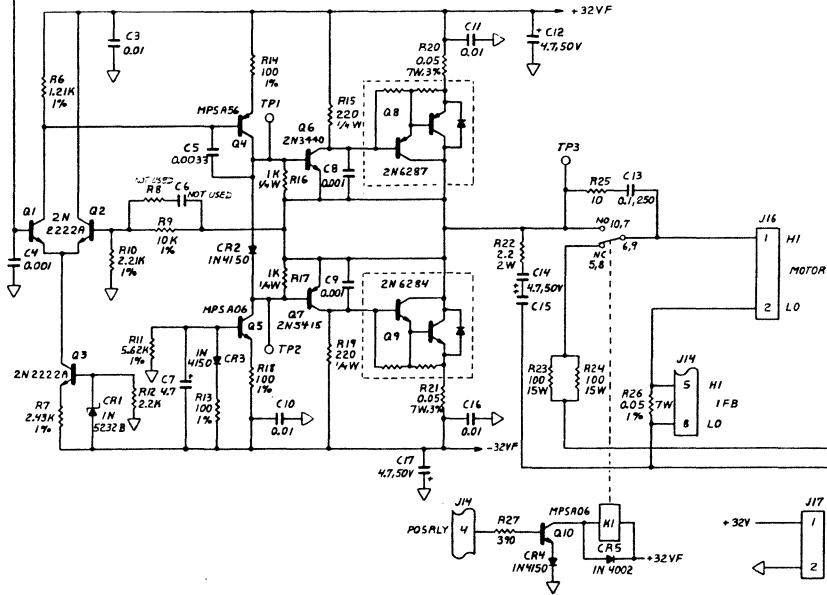 +32VF
C3
0.01
C11
0.01
C12
4.7,50V
R20
0.05
7W,3%
R6
1.21K
1%
R14
100
1%
MPSA56
Q4
TP1
R15
220
1/4W
Q8
2N6287
Q6
2N3440
C5
0.0033
C8
0.001
1K
1/4W
R16
TP3
R25
10
C13
0.1,250
NOT USED
R8
C6
NOT USED
Q1
2N
2222A
Q2
R9
10K
1%
R10
2.21K
1%
C4
0.001
CR2
1N4150
NO
10,7
NC
5,8
6,9
J16
1
HI
MOTOR
2
LO
R22
2.2
2W
C14
4.7,50V
C15
1K
1/4W
R17
C9
0.001
2N6284
Q9
MPSA06
Q5
Q7
2N5415
TP2
R11
5.62K
1%
1N
4150
CR3
C7
4.7
R13
100
1%
R18
100
1%
R19
220
1/4W
R21
0.05
7W,3%
Q3
2N2222A
R7
2.43K
1%
CR1
1N
5232B
R12
2.2K
C10
0.01
C16
0.01
-32VF
C17
4.7,50V
R23
100
15W
R24
100
15W
R26
0.05
1%
7W
J14
5
HI
IFB
8
LO
J14
POSRLY
4
R27
390
MPSA06
Q10
K1
CR4
1N4150
CR5
1N4002
+32VF
J17
+32V
1
2